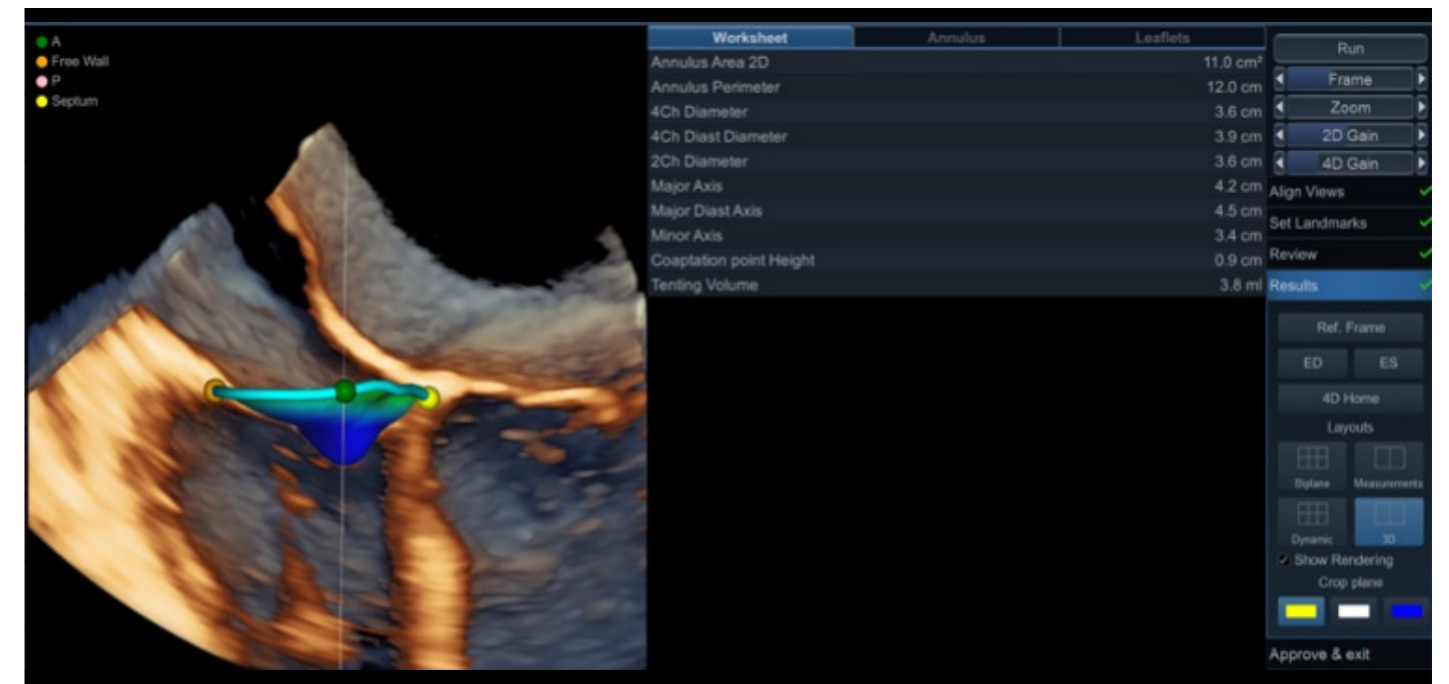 A
Free Wall
P
Septum
Worksheet Annulus Leaflets
Annulus Area 2D 11.0 cm²
Annulus Perimeter 12.0 cm
4Ch Diameter 3.6 cm
4Ch Diast Diameter 3.9 cm
2Ch Diameter 3.6 cm
Major Axis 4.2 cm
Major Diast Axis 4.5 cm
Minor Axis 3.4 cm
Coaptation point Height 0.9 cm
Tenting Volume 3.8 ml
Run
Frame
Zoom
2D Gain
4D Gain
Align Views
Set Landmarks
Review
Results
Ref. Frame
ED ES
4D Home
Layouts
Biplane Measurements
Dynamic 3D
Show Rendering
Crop plane
Approve & exit